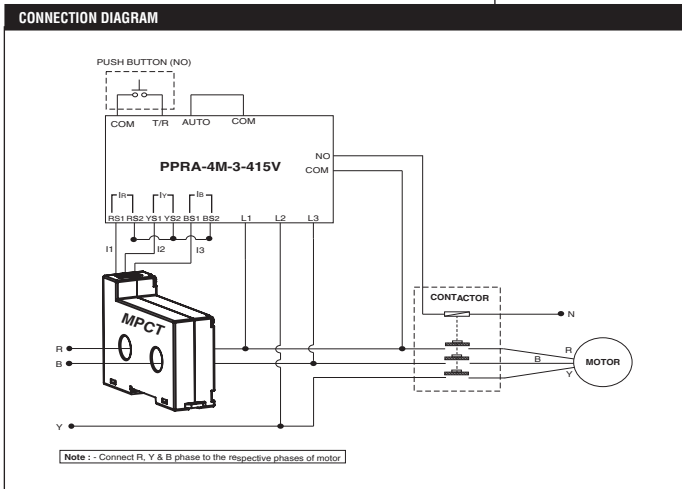 CONNECTION DIAGRAM
PUSH BUTTON (NO)
COM T/R AUTO COM
PPRA-4M-3-415V
NO
COM
IR IY IB
RS1 RS2 YS1 YS2 BS1 BS2 L1 L2 L3
I1 I2 I3
MPCT
CONTACTOR
N
R
B
R
B
Y
MOTOR
Y
Note : - Connect R, Y & B phase to the respective phases of motor